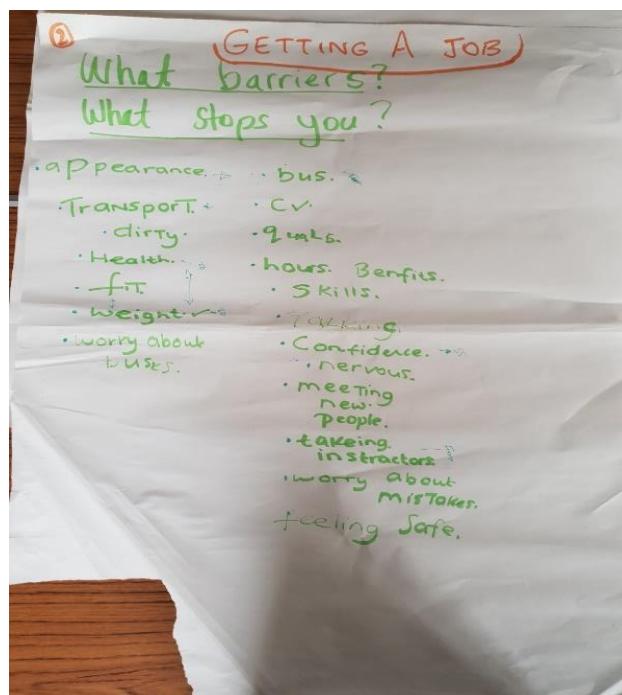 2
GETTING A JOB
What barriers?
What stops you?
• appearance.
• Transport.
• dirty.
• Health.
• fit.
• weight.
• worry about
buses.
• bus.
• CV.
• quals.
• hours. Benfits.
• Skills.
• Talking.
• Confidence.
• nervous.
• meeting
new.
people.
• takeing
instractors
• worry about
misTakes.
feeling Safe.